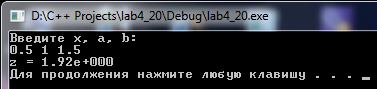 D:\C++ Projects\lab4_20\Debug\lab4_20.exe
Введите x, a, b:
0.5 1 1.5
z = 1.92e+000
Для продолжения нажмите любую клавишу . . .